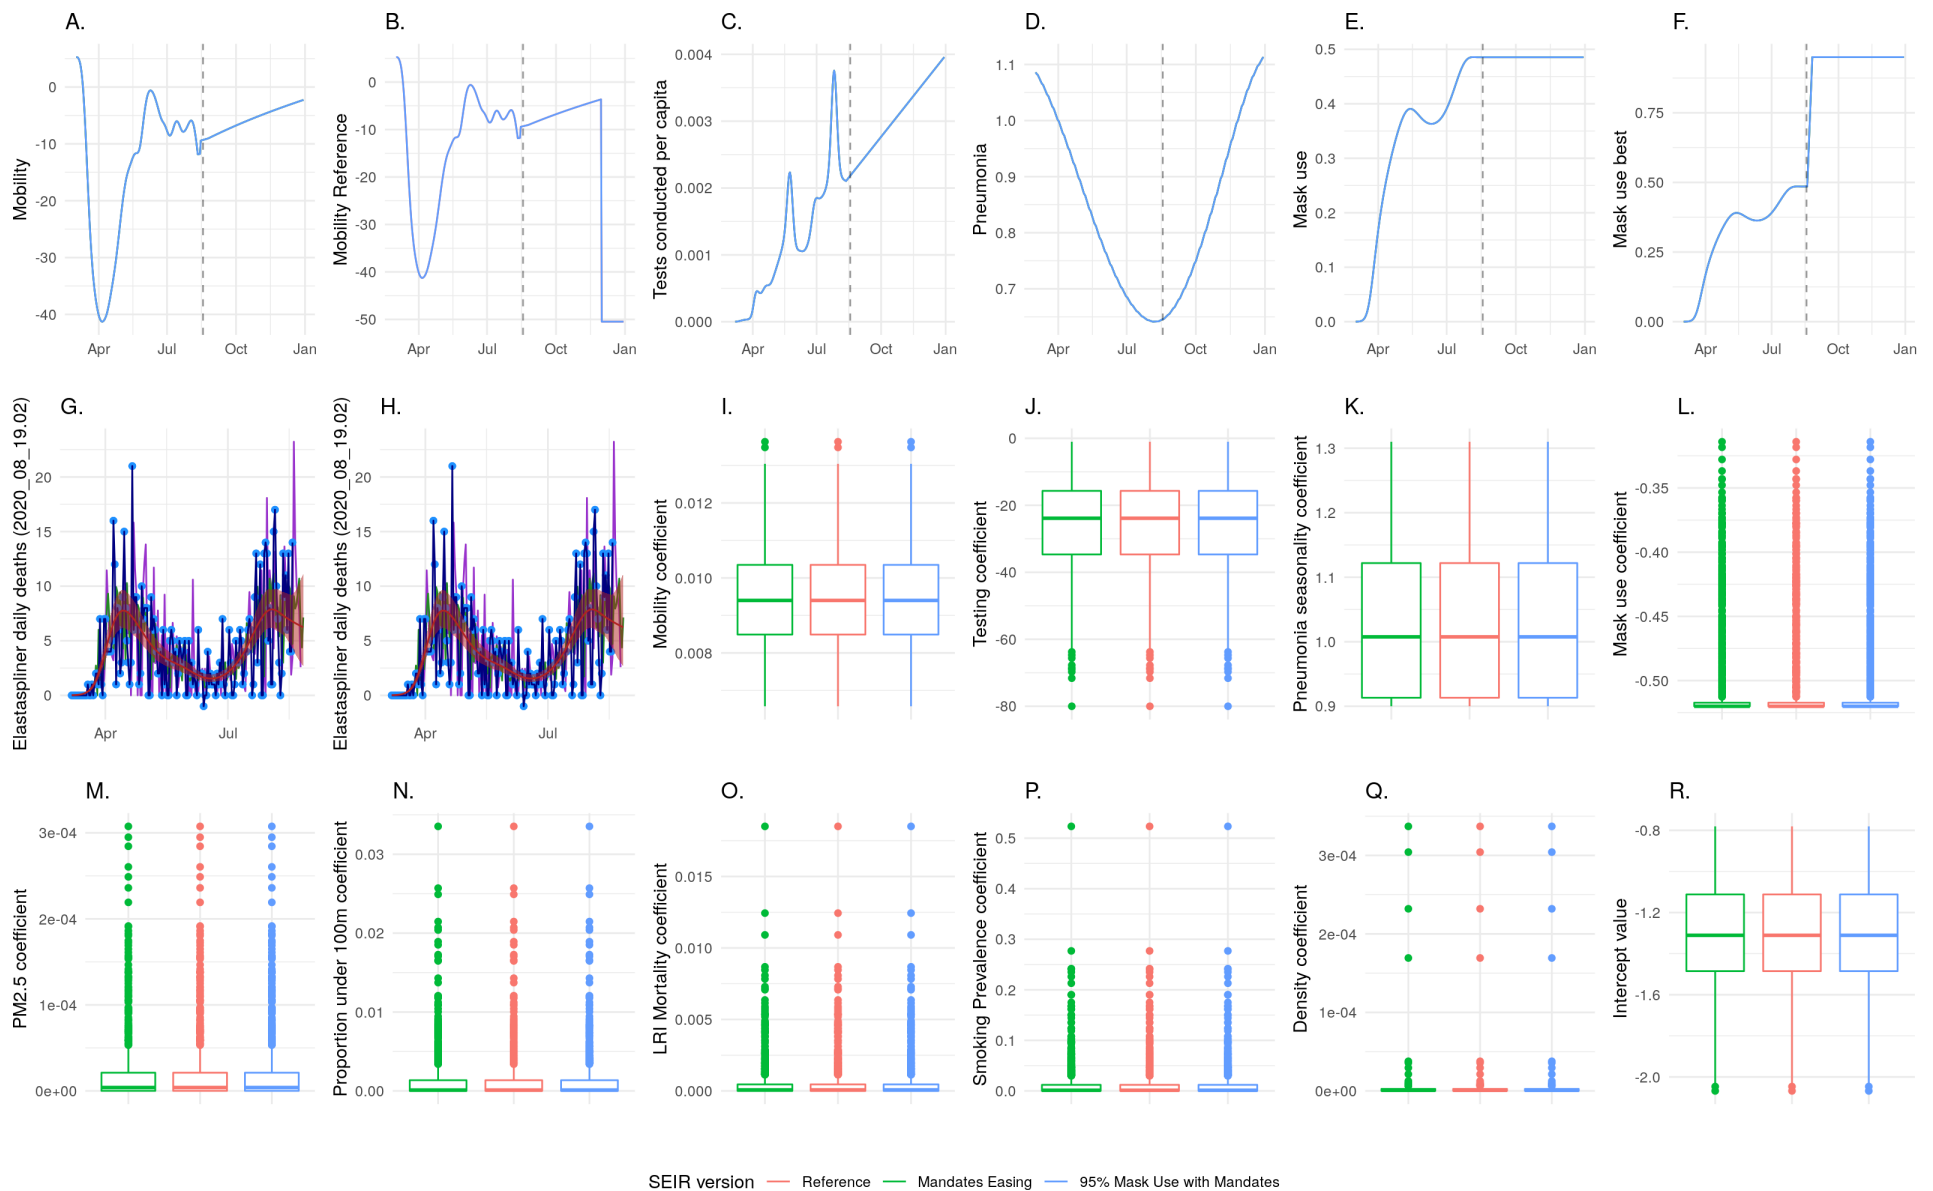 A.
Mobility
0
-10
-20
-30
-40
Apr Jul Oct Jan
B.
Mobility Reference
0
-10
-20
-30
-40
-50
Apr Jul Oct Jan
C.
Tests conducted per capita
0.004
0.003
0.002
0.001
0.000
Apr Jul Oct Jan
D.
Pneumonia
1.1
1.0
0.9
0.8
0.7
Apr Jul Oct Jan
E.
Mask use
0.5
0.4
0.3
0.2
0.1
0.0
Apr Jul Oct Jan
F.
Mask use best
0.75
0.50
0.25
0.00
Apr Jul Oct Jan
G.
Elastaspliner daily deaths (2020_08_19.02)
20
15
10
5
0
Apr Jul
H.
Elastaspliner daily deaths (2020_08_19.02)
20
15
10
5
0
Apr Jul
I.
Mobility coefficient
0.012
0.010
0.008
J.
Testing coefficient
0
-20
-40
-60
-80
K.
Pneumonia seasonality coefficient
1.3
1.2
1.1
1.0
0.9
L.
Mask use coefficient
-0.35
-0.40
-0.45
-0.50
M.
PM2.5 coefficient
3e-04
2e-04
1e-04
0e+00
N.
Proportion under 100m coefficient
0.03
0.02
0.01
0.00
O.
LRI Mortality coefficient
0.015
0.010
0.005
0.000
P.
Smoking Prevalence coefficient
0.5
0.4
0.3
0.2
0.1
0.0
Q.
Density coefficient
3e-04
2e-04
1e-04
0e+00
R.
Intercept value
-0.8
-1.2
-1.6
-2.0
SEIR version Reference Mandates Easing 95% Mask Use with Mandates